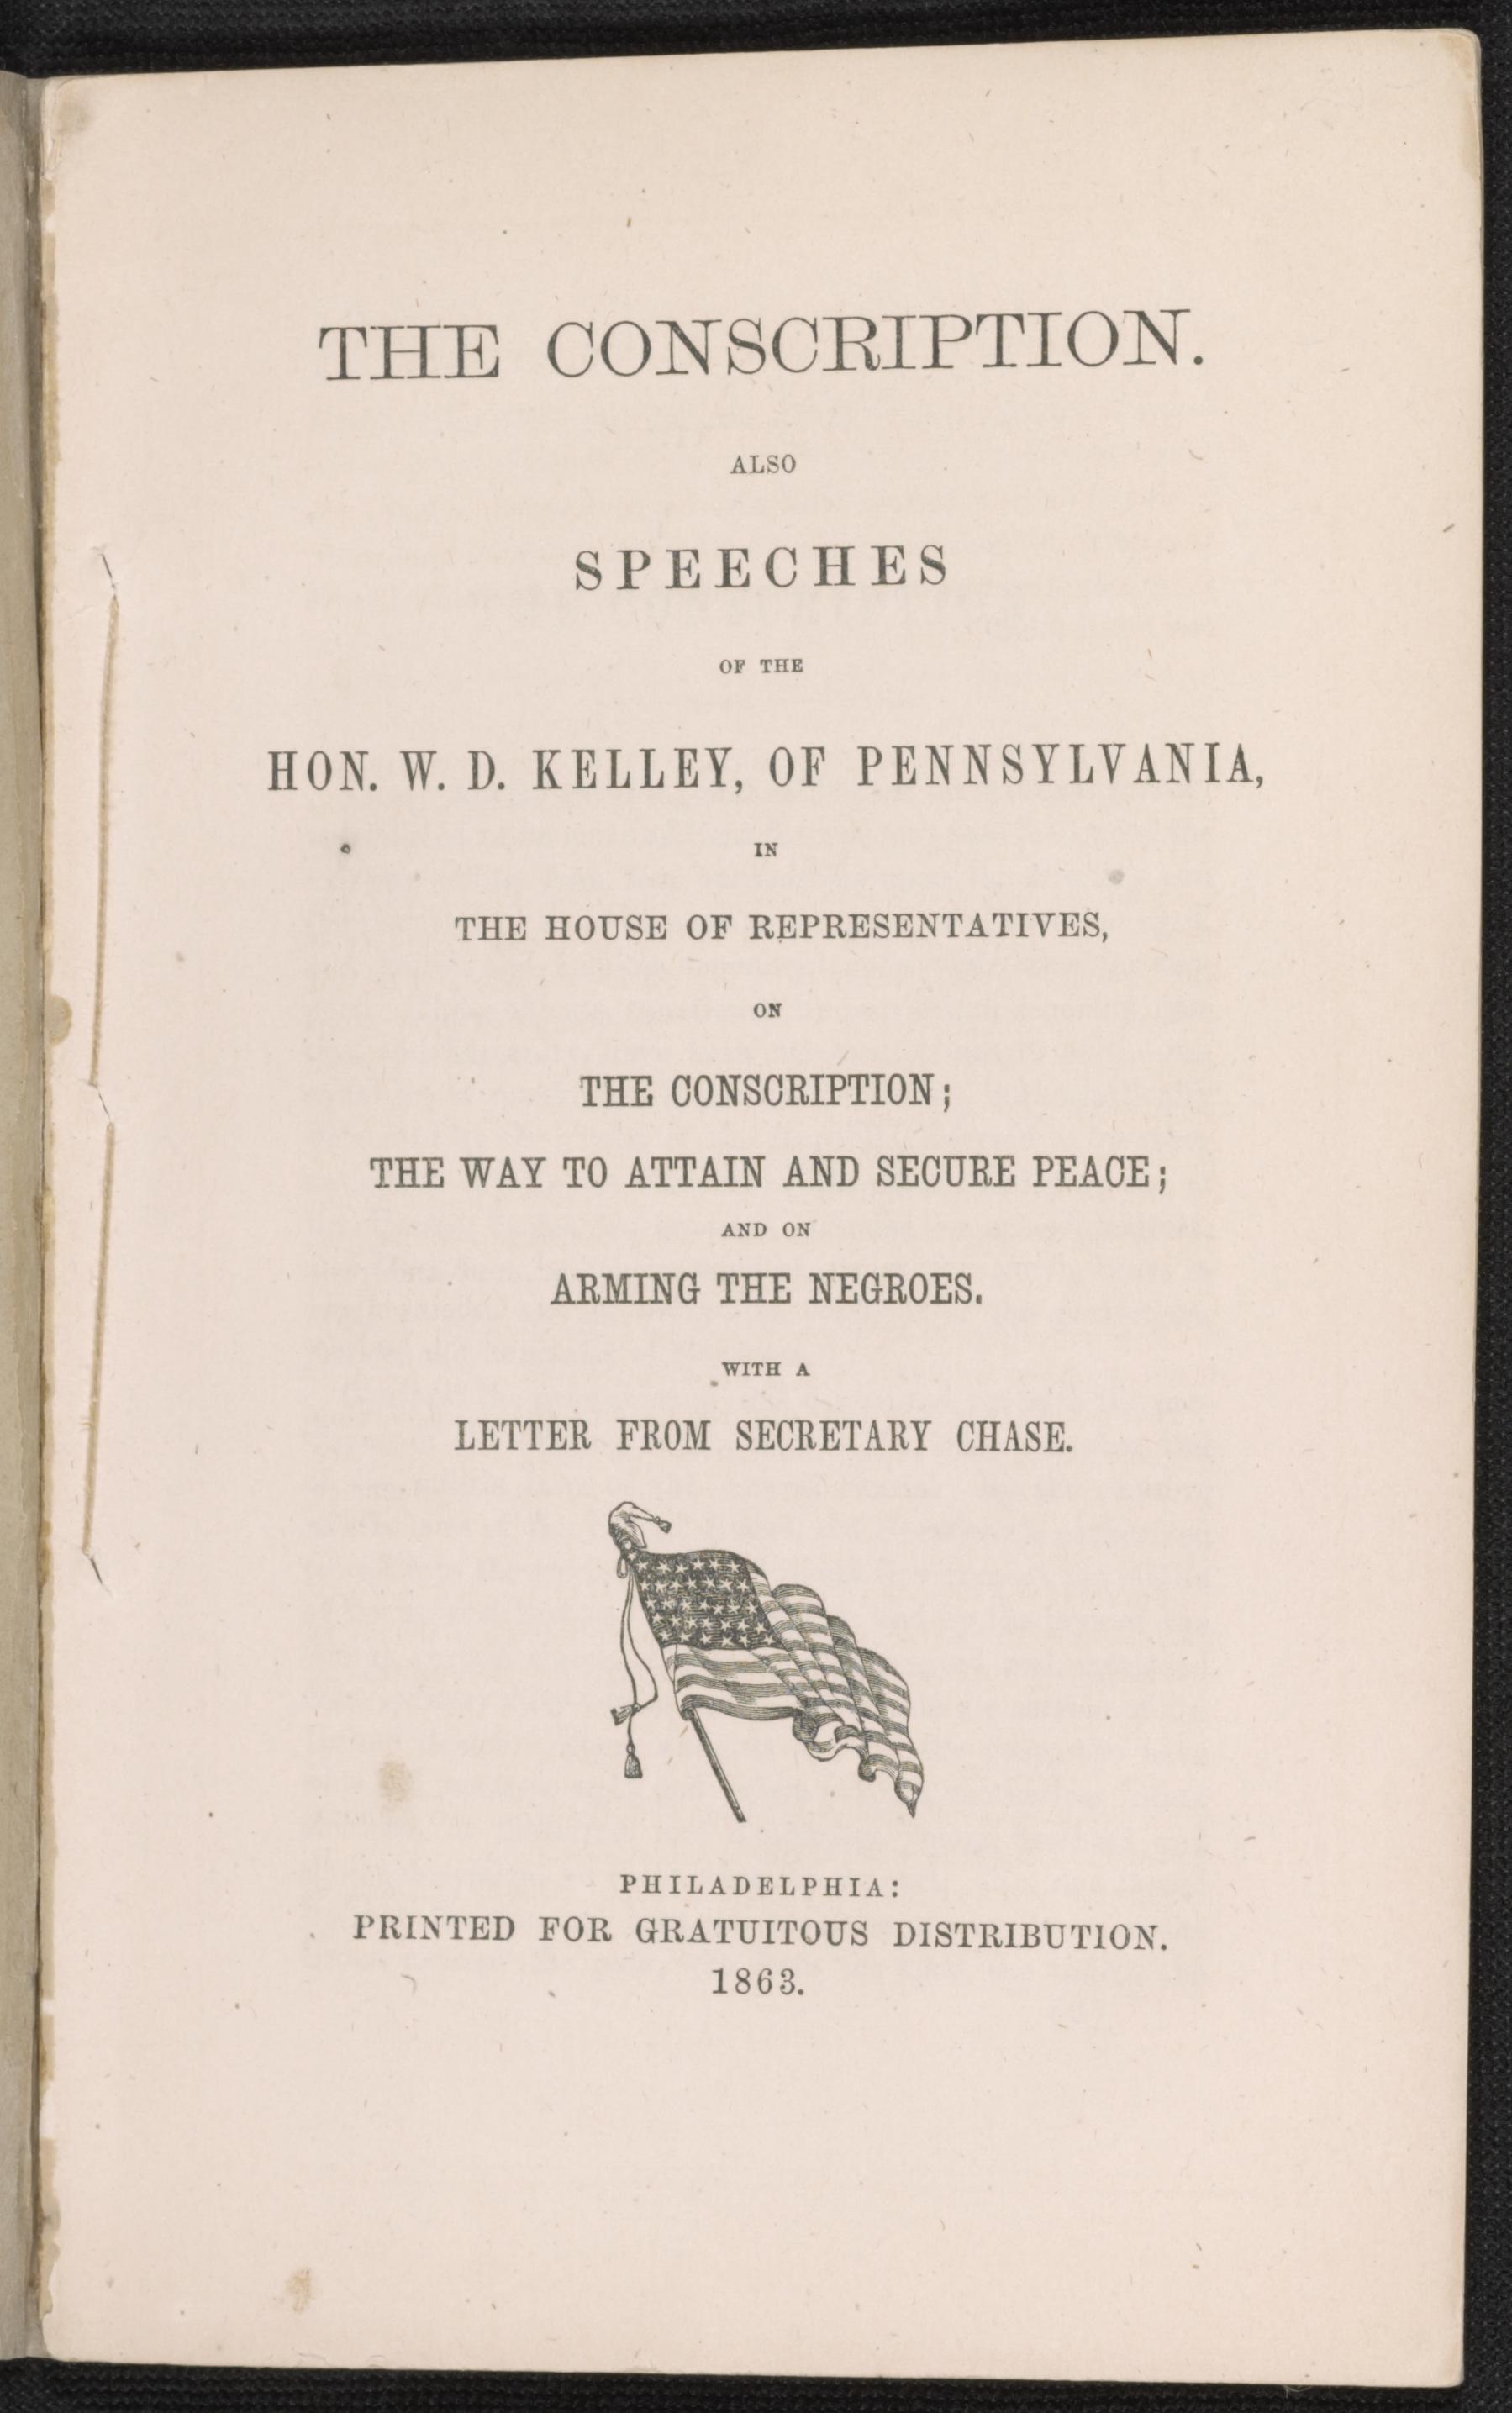 THE CONSCRIPTION.
ALSO
SPEECHES
OF THE
HON. W. D. KELLEY, OF PENNSYLVANIA,
IN
THE HOUSE OF REPRESENTATIVES,
ON
THE CONSCRIPTION;
THE WAY TO ATTAIN AND SECURE PEACE;
AND ON
ARMING THE NEGROES.
WITH A
LETTER FROM SECRETARY CHASE.
PHILADELPHIA:
PRINTED FOR GRATUITOUS DISTRIBUTION.
1863.